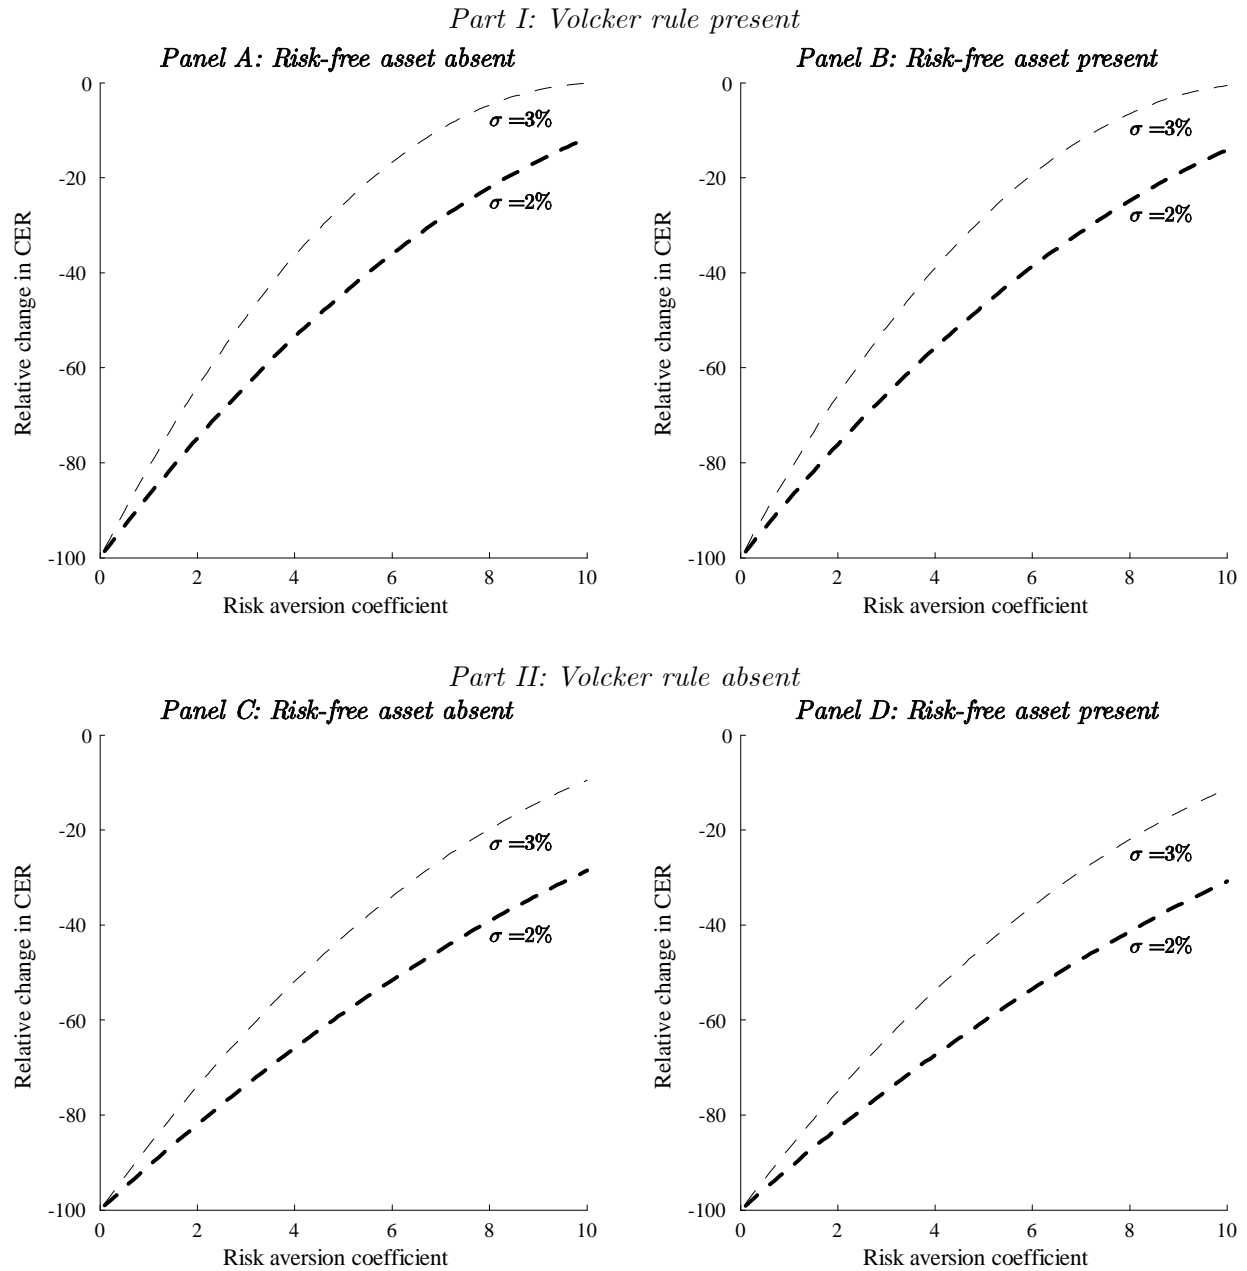 Part I: Volcker rule present
Panel A: Risk-free asset absent
0
-20
-40
-60
-80
-100
Relative change in CER
σ =3%
σ =2%
0 2 4 6 8 10
Risk aversion coefficient
Panel B: Risk-free asset present
0
-20
-40
-60
-80
-100
Relative change in CER
σ =3%
σ =2%
0 2 4 6 8 10
Risk aversion coefficient
Part II: Volcker rule absent
Panel C: Risk-free asset absent
0
-20
-40
-60
-80
-100
Relative change in CER
σ =3%
σ =2%
0 2 4 6 8 10
Risk aversion coefficient
Panel D: Risk-free asset present
0
-20
-40
-60
-80
-100
Relative change in CER
σ =3%
σ =2%
0 2 4 6 8 10
Risk aversion coefficient